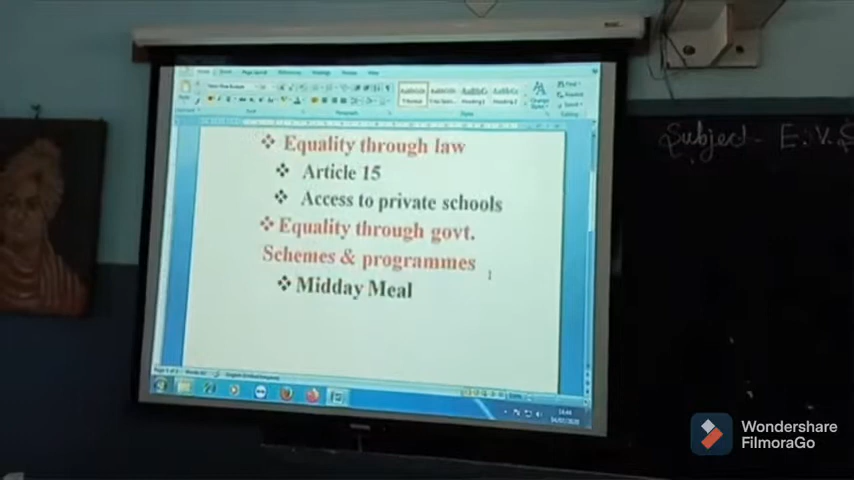 Equality through law
Article 15
Access to private schools
Equality through govt.
Schemes & programmes
Midday Meal
Subject- E.V.S
Wondershare
FilmoraGo